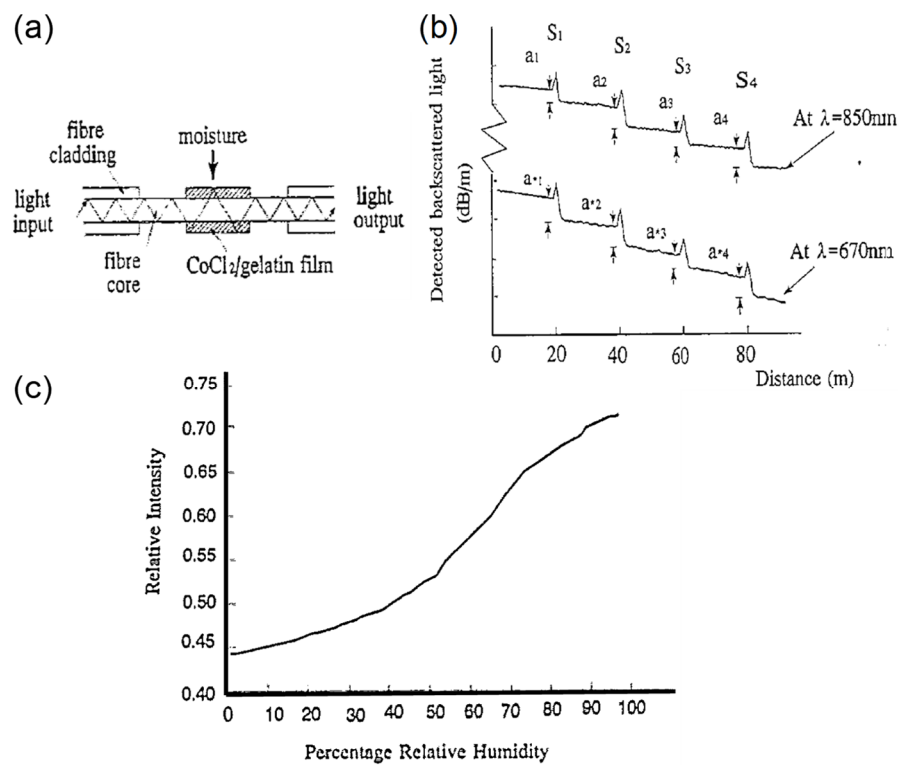 (a)
fibre
cladding
moisture
light
input
light
output
fibre
core
CoCl2/gelatin film
(b)
Detected backscattered light
(dB/m)
S1
S2
S3
S4
a1
a2
a3
a4
At λ=850nm
a*1
a*2
a*3
a*4
At λ=670nm
0
20
40
60
80
Distance (m)
(c)
Relative Intensity
0.75
0.70
0.65
0.60
0.55
0.50
0.45
0.40
0 10 20 30 40 50 60 70 80 90 100
Percentage Relative Humidity